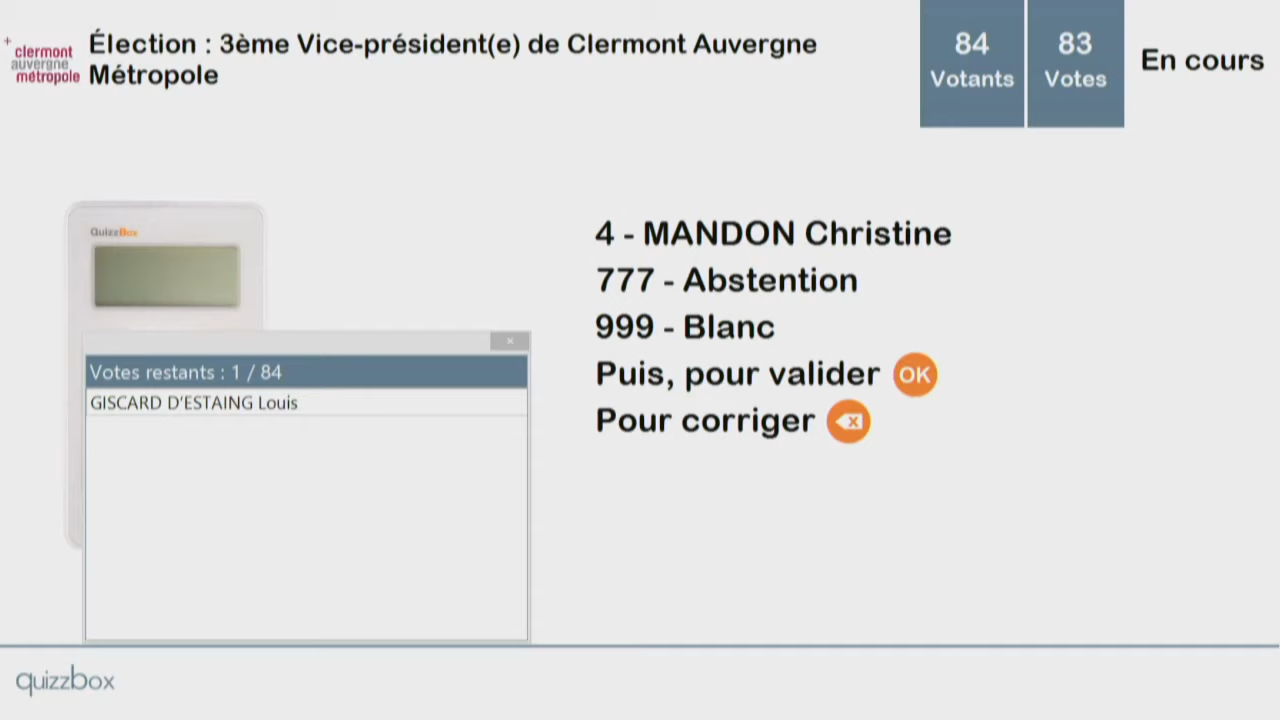 +
clermont
auvergne
métropole
Élection : 3ème Vice-président(e) de Clermont Auvergne
Métropole
84
Votants
83
Votes
En cours
QuizzBox
4 - MANDON Christine
777 - Abstention
999 - Blanc
Puis, pour valider OK
Pour corriger
Votes restants : 1 / 84
GISCARD D'ESTAING Louis
quizzbox